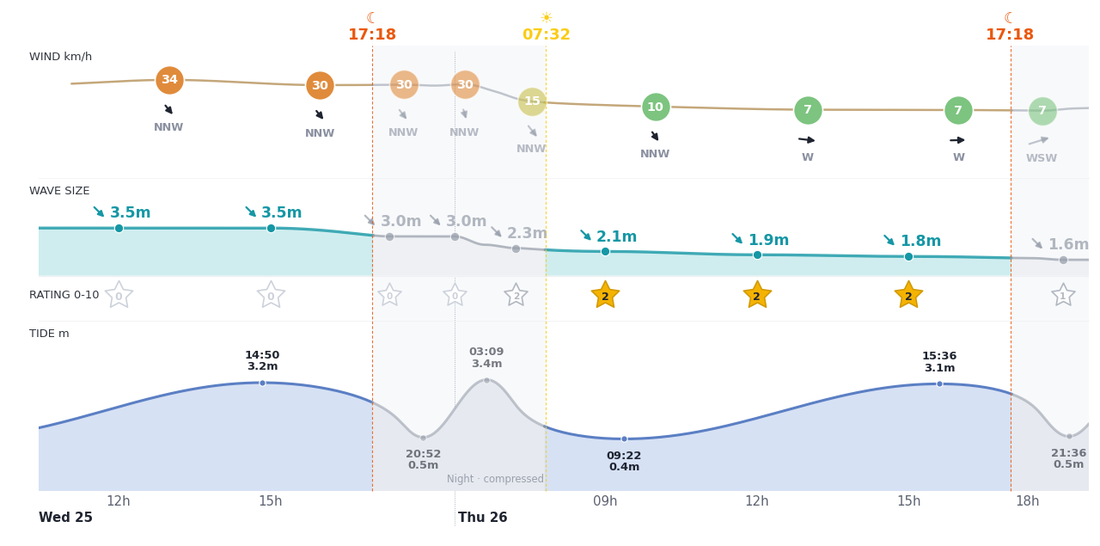 ☾ ☀ ☾
17:18 07:32 17:18
WIND km/h
34 30 30 30 15 10 7 7 7
NNW NNW NNW NNW NNW NNW W W WSW
WAVE SIZE
3.5m 3.5m 3.0m 3.0m 2.3m 2.1m 1.9m 1.8m 1.6m
RATING 0-10 0 0 0 0 2 2 2 2 1
TIDE m
14:50 03:09 15:36
3.2m 3.4m 3.1m
20:52 09:22 21:36
0.5m 0.4m 0.5m
Night · compressed
12h 15h 09h 12h 15h 18h
Wed 25 Thu 26